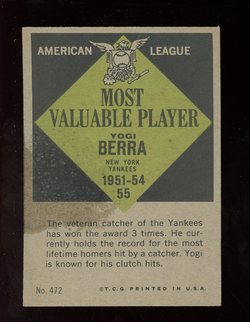 AMERICAN LEAGUE
MOST
VALUABLE PLAYER
YOGI
BERRA
NEW YORK
YANKEES
1951-54
55
The veteran catcher of the Yankees
has won the award 3 times. He cur-
rently holds the record for the most
lifetime homers hit by a catcher. Yogi
is known for his clutch hits.
No. 472 ©T.C.G. PRINTED IN U.S.A.